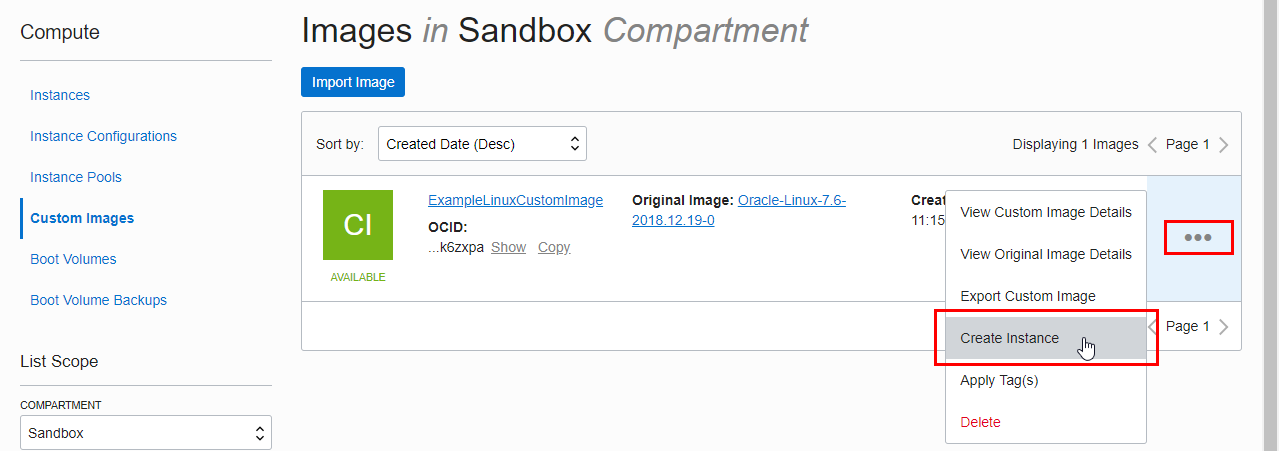 Compute
Instances
Instance Configurations
Instance Pools
Custom Images
Boot Volumes
Boot Volume Backups
List Scope
COMPARTMENT
Sandbox
Images in Sandbox Compartment
Import Image
Sort by: Created Date (Desc) Displaying 1 Images Page 1
CI
AVAILABLE
ExampleLinuxCustomImage
OCID:
...k6zxpa Show Copy
Original Image: Oracle-Linux-7.6-
2018.12.19-0
Creat
11:15
View Custom Image Details
View Original Image Details
Export Custom Image
Create Instance
Apply Tag(s)
Delete
Page 1